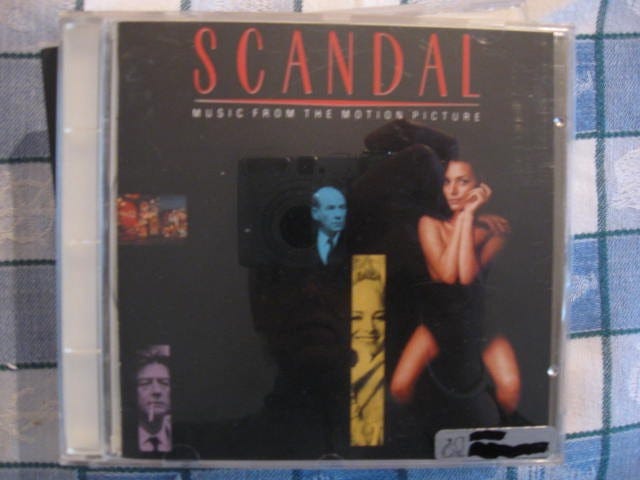 SCANDAL
MUSIC FROM THE MOTION PICTURE